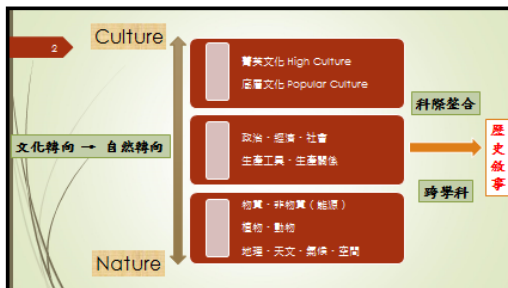 2
Culture
菁英文化 High Culture
底層文化 Popular Culture
文化轉向 → 自然轉向
政治、經濟、社會
生產工具、生產關係
物質、非物質(能源)
植物、動物
地理、天文、氣候、空間
Nature
科際整合
跨學科
歷史敘事